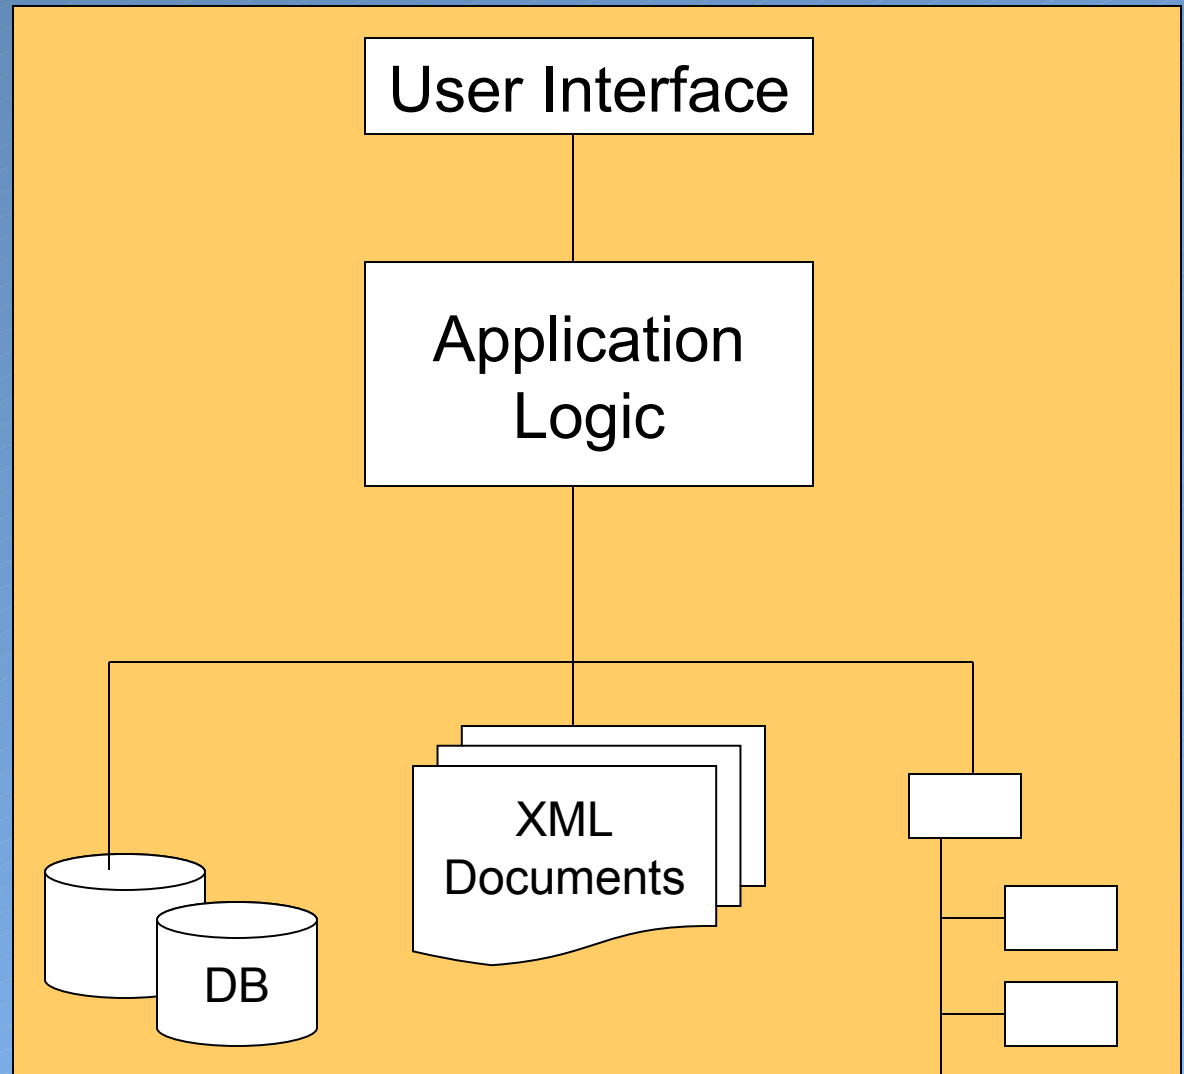 User Interface
Application
Logic
XML
Documents
DB